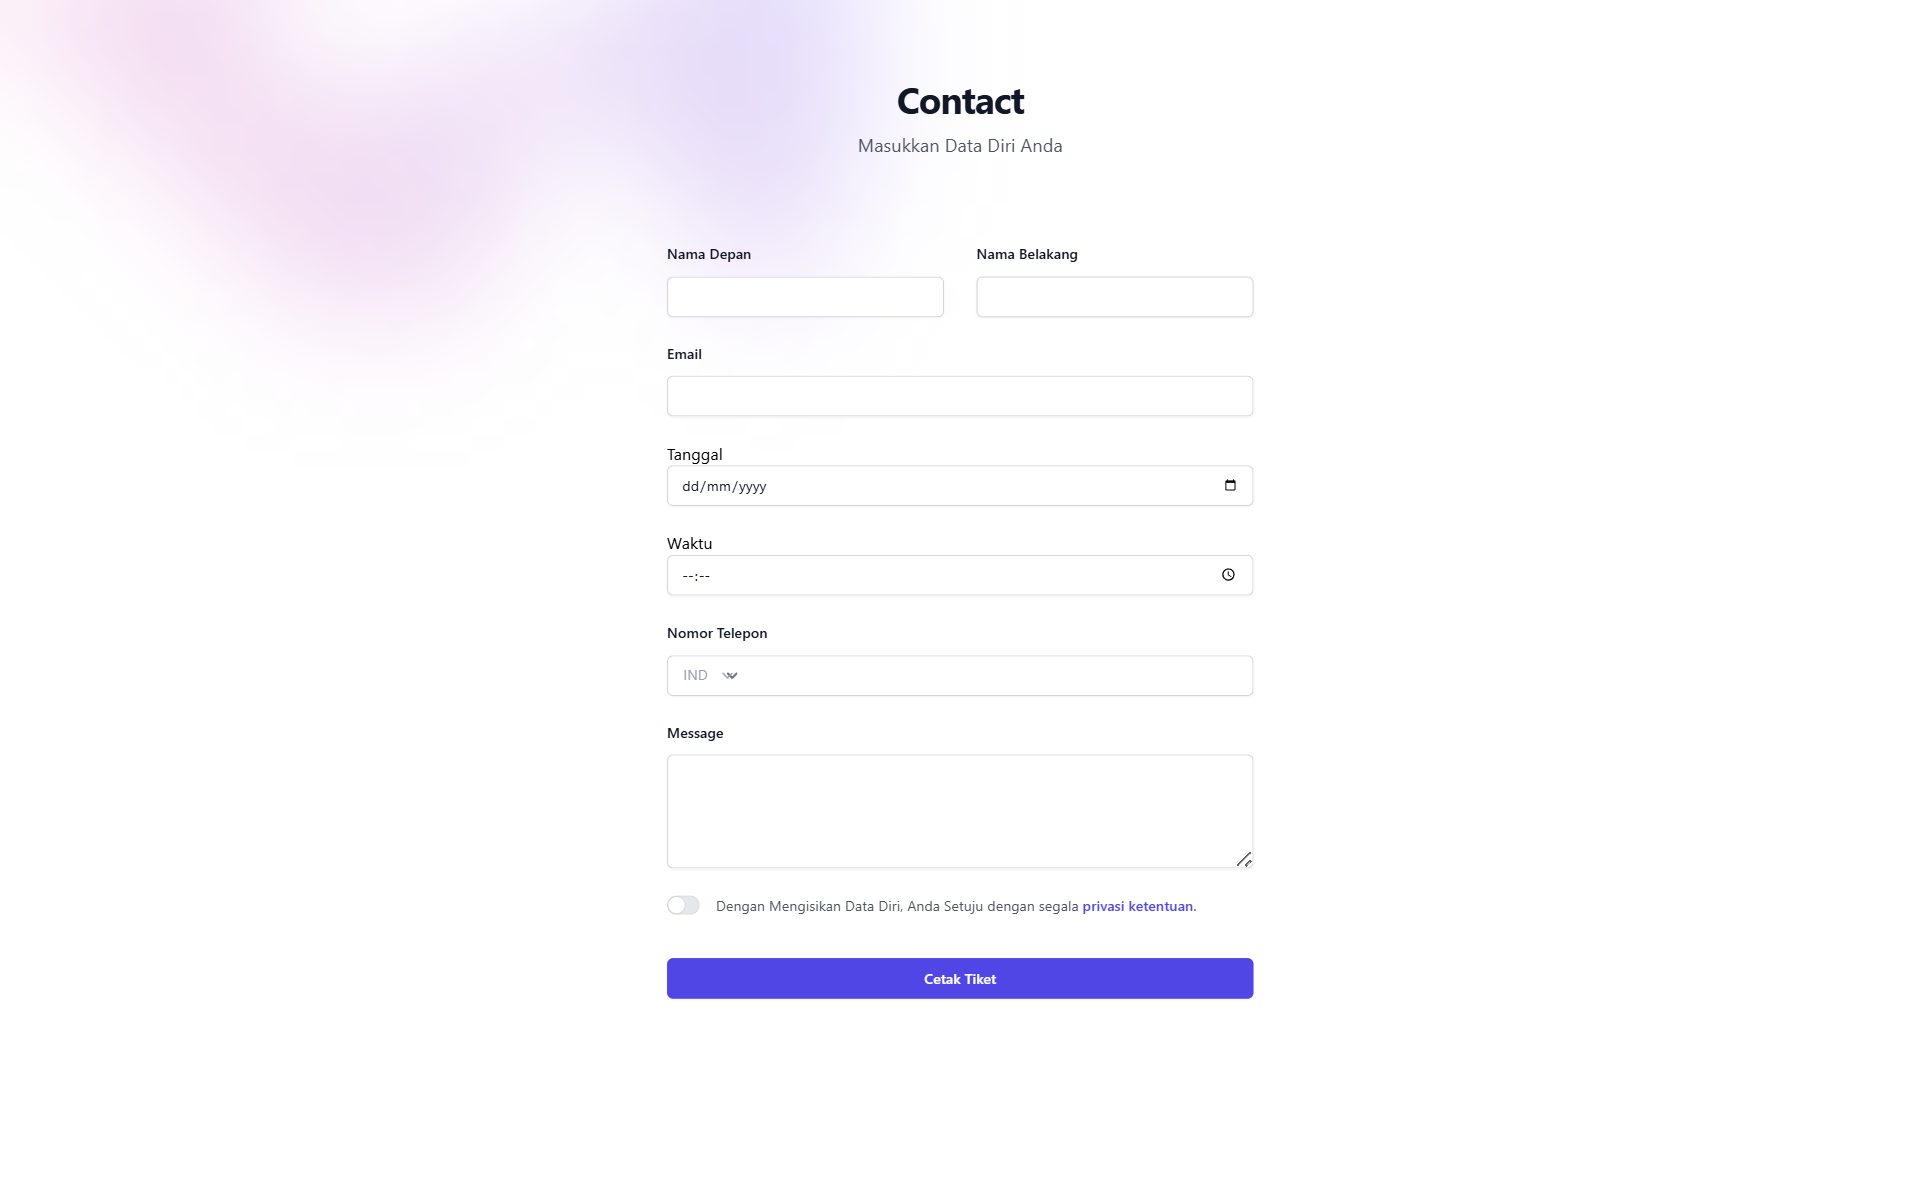 Contact
Masukkan Data Diri Anda
Nama Depan
Nama Belakang
Email
Tanggal
dd/mm/yyyy
Waktu
--:--
Nomor Telepon
IND
Message
Dengan Mengisikan Data Diri, Anda Setuju dengan segala privasi ketentuan.
Cetak Tiket